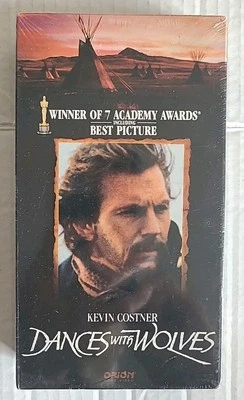 WINNER OF 7 ACADEMY AWARDS®
INCLUDING
BEST PICTURE
KEVIN COSTNER
DANCES WITH WOLVES
ORION